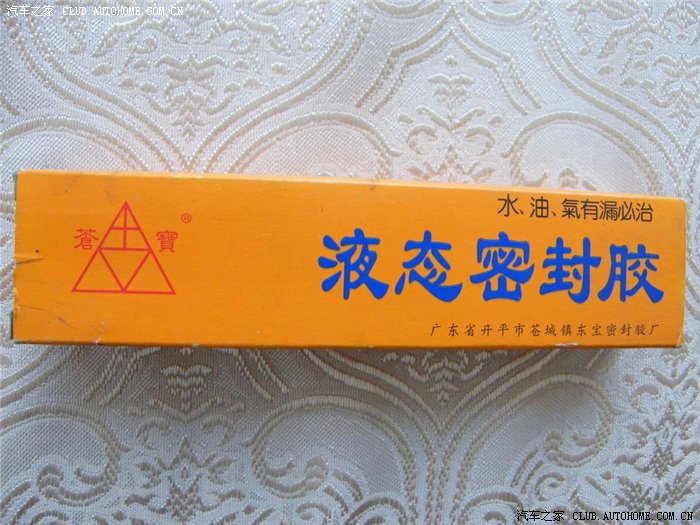 汽车之家 CLUB.AUTOHOME.COM.CN
水、油、氣有漏必治
蒼 寶 ®
液态密封胶
广东省开平市苍城镇东宝密封胶厂
汽车之家 CLUB.AUTOHOME.COM.CN